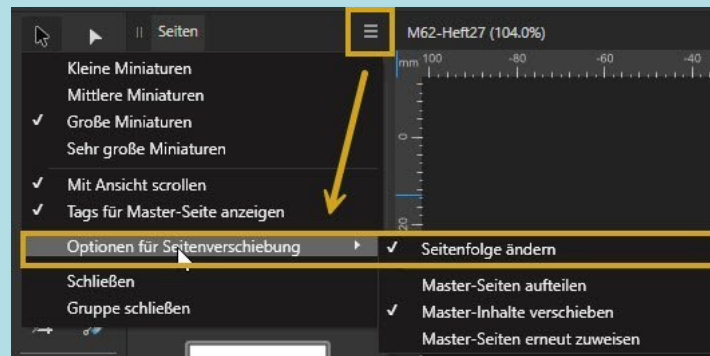 Seiten
M62-Heft27 (104.0%)
mm 100 -80 -60 -40
Kleine Miniaturen
Mittlere Miniaturen
Große Miniaturen
Sehr große Miniaturen
0
Mit Ansicht scrollen
Tags für Master-Seite anzeigen
20
Optionen für Seitenverschiebung
Seitenfolge ändern
Schließen
Master-Seiten aufteilen
Gruppe schließen
Master-Inhalte verschieben
Master-Seiten erneut zuweisen